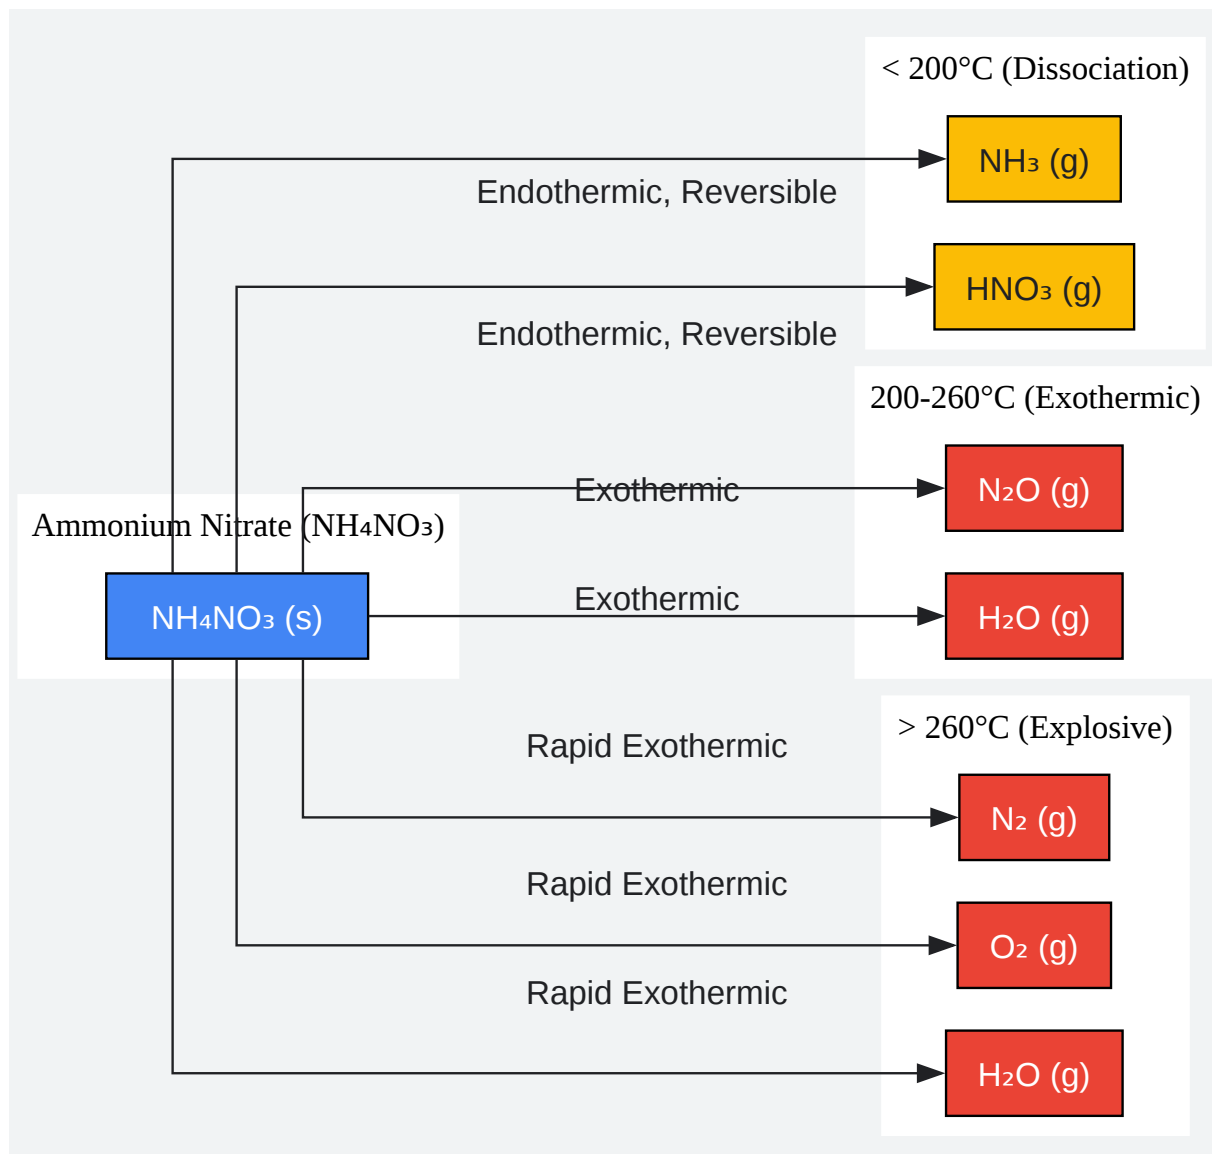 < 200°C (Dissociation)
NH₃ (g)
Endothermic, Reversible
HNO₃ (g)
Endothermic, Reversible
200-260°C (Exothermic)
Exothermic
N₂O (g)
Ammonium Nitrate (NH₄NO₃)
Exothermic
NH₄NO₃ (s)
H₂O (g)
> 260°C (Explosive)
Rapid Exothermic
N₂ (g)
Rapid Exothermic
O₂ (g)
Rapid Exothermic
H₂O (g)